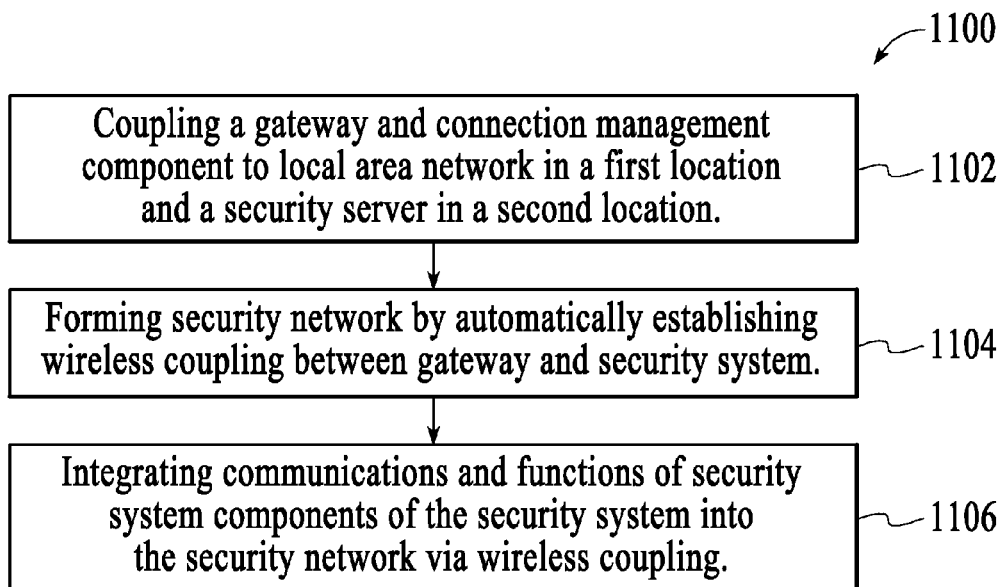 1100
Coupling a gateway and connection management
component to local area network in a first location
and a security server in a second location.
1102
Forming security network by automatically establishing
wireless coupling between gateway and security system.
1104
Integrating communications and functions of security
system components of the security system into
the security network via wireless coupling.
1106